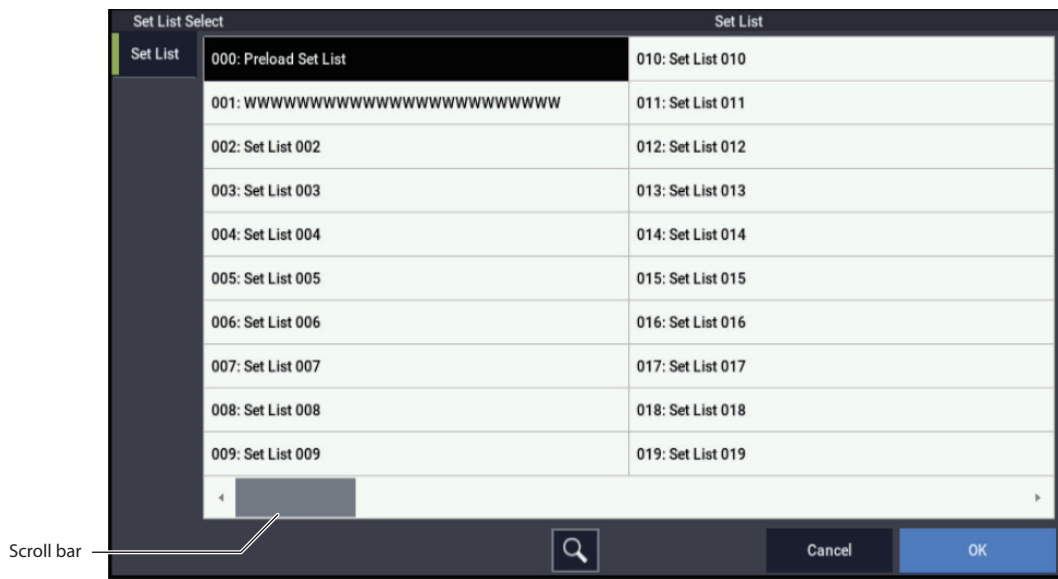 Set List Select
Set List
Set List
000: Preload Set List
010: Set List 010
001: WWWWWWWWWWWWWWWWWWWWWWWW
011: Set List 011
002: Set List 002
012: Set List 012
003: Set List 003
013: Set List 013
004: Set List 004
014: Set List 014
005: Set List 005
015: Set List 015
006: Set List 006
016: Set List 016
007: Set List 007
017: Set List 017
008: Set List 008
018: Set List 018
009: Set List 009
019: Set List 019
Scroll bar
Cancel
OK